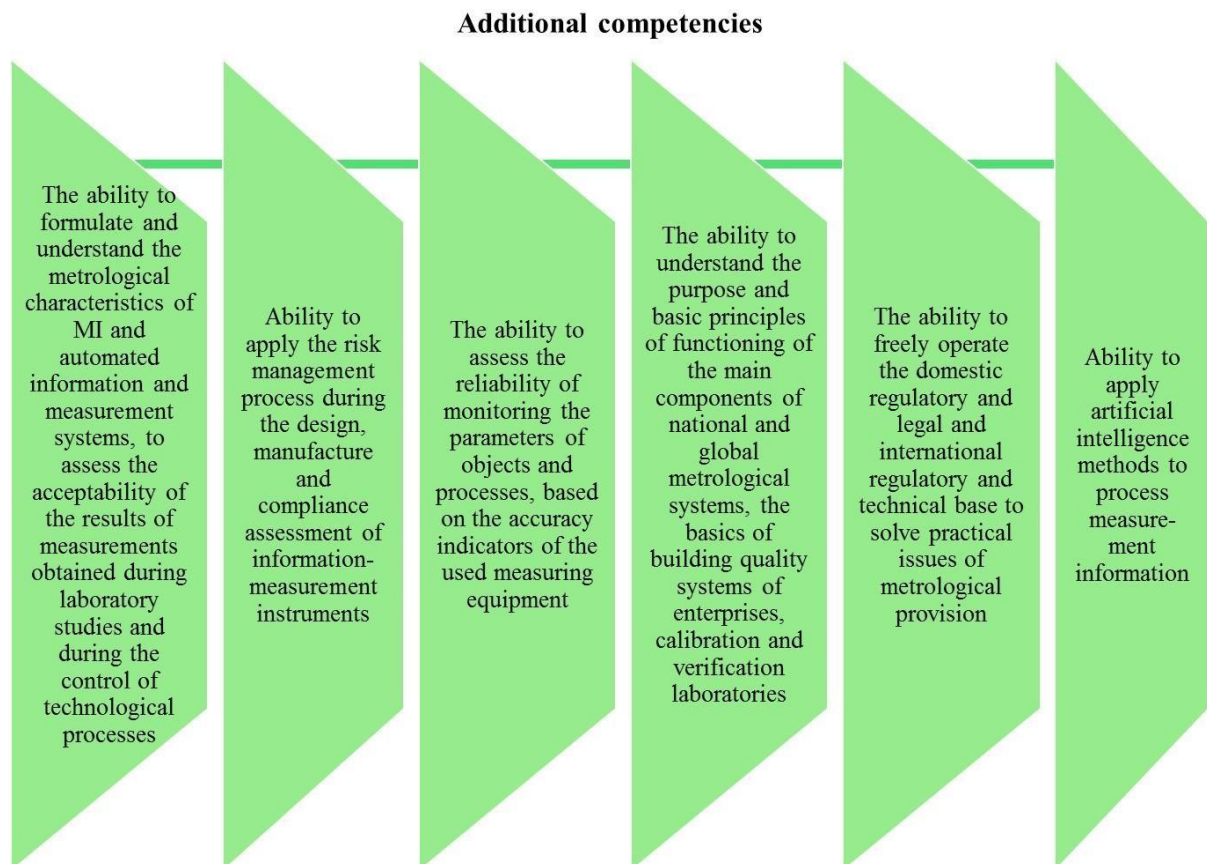 Additional competencies
The ability to
formulate and
understand the
metrological
characteristics of
MI and
automated
information and
measurement
systems, to
assess the
acceptability of
the results of
measurements
obtained during
laboratory
studies and
during the
control of
technological
processes
Ability to
apply the risk
management
process during
the design,
manufacture
and
compliance
assessment of
information-
measurement
instruments
The ability to
assess the
reliability of
monitoring the
parameters of
objects and
processes, based
on the accuracy
indicators of the
used measuring
equipment
The ability to
understand the
purpose and
basic principles
of functioning of
the main
components of
national and
global
metrological
systems, the
basics of
building quality
systems of
enterprises,
calibration and
verification
laboratories
The ability to
freely operate
the domestic
regulatory and
legal and
international
regulatory and
technical base to
solve practical
issues of
metrological
provision
Ability to
apply
artificial
intelligence
methods to
process
measure-
ment
information